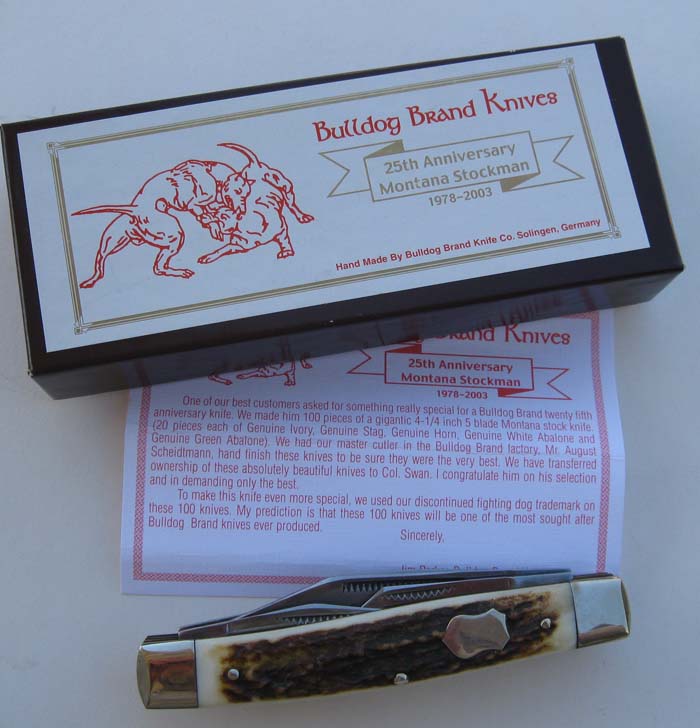 Bulldog Brand Knives
25th Anniversary
Montana Stockman
1978-2003
Hand Made By Bulldog Brand Knife Co. Solingen, Germany
Brand Knives
25th Anniversary
Montana Stockman
1978-2003
One of our best customers asked for something really special for a Bulldog Brand twenty fifth
anniversary knife. We made him 100 pieces of a gigantic 4-1/4 inch 5 blade Montana stock knife.
(20 pieces each of Genuine Ivory, Genuine Stag, Genuine Horn, Genuine White Abalone and
Genuine Green Abalone). We had our master cutler in the Bulldog Brand factory, Mr. August
Scheidtmann, hand finish these knives to be sure they were the very best. We have transferred
ownership of these absolutely beautiful knives to Col. Swan. I congratulate him on his selection
and in demanding only the best.
To make this knife even more special, we used our discontinued fighting dog trademark on
these 100 knives. My prediction is that these 100 knives will be one of the most sought after
Bulldog Brand knives ever produced.
Sincerely,